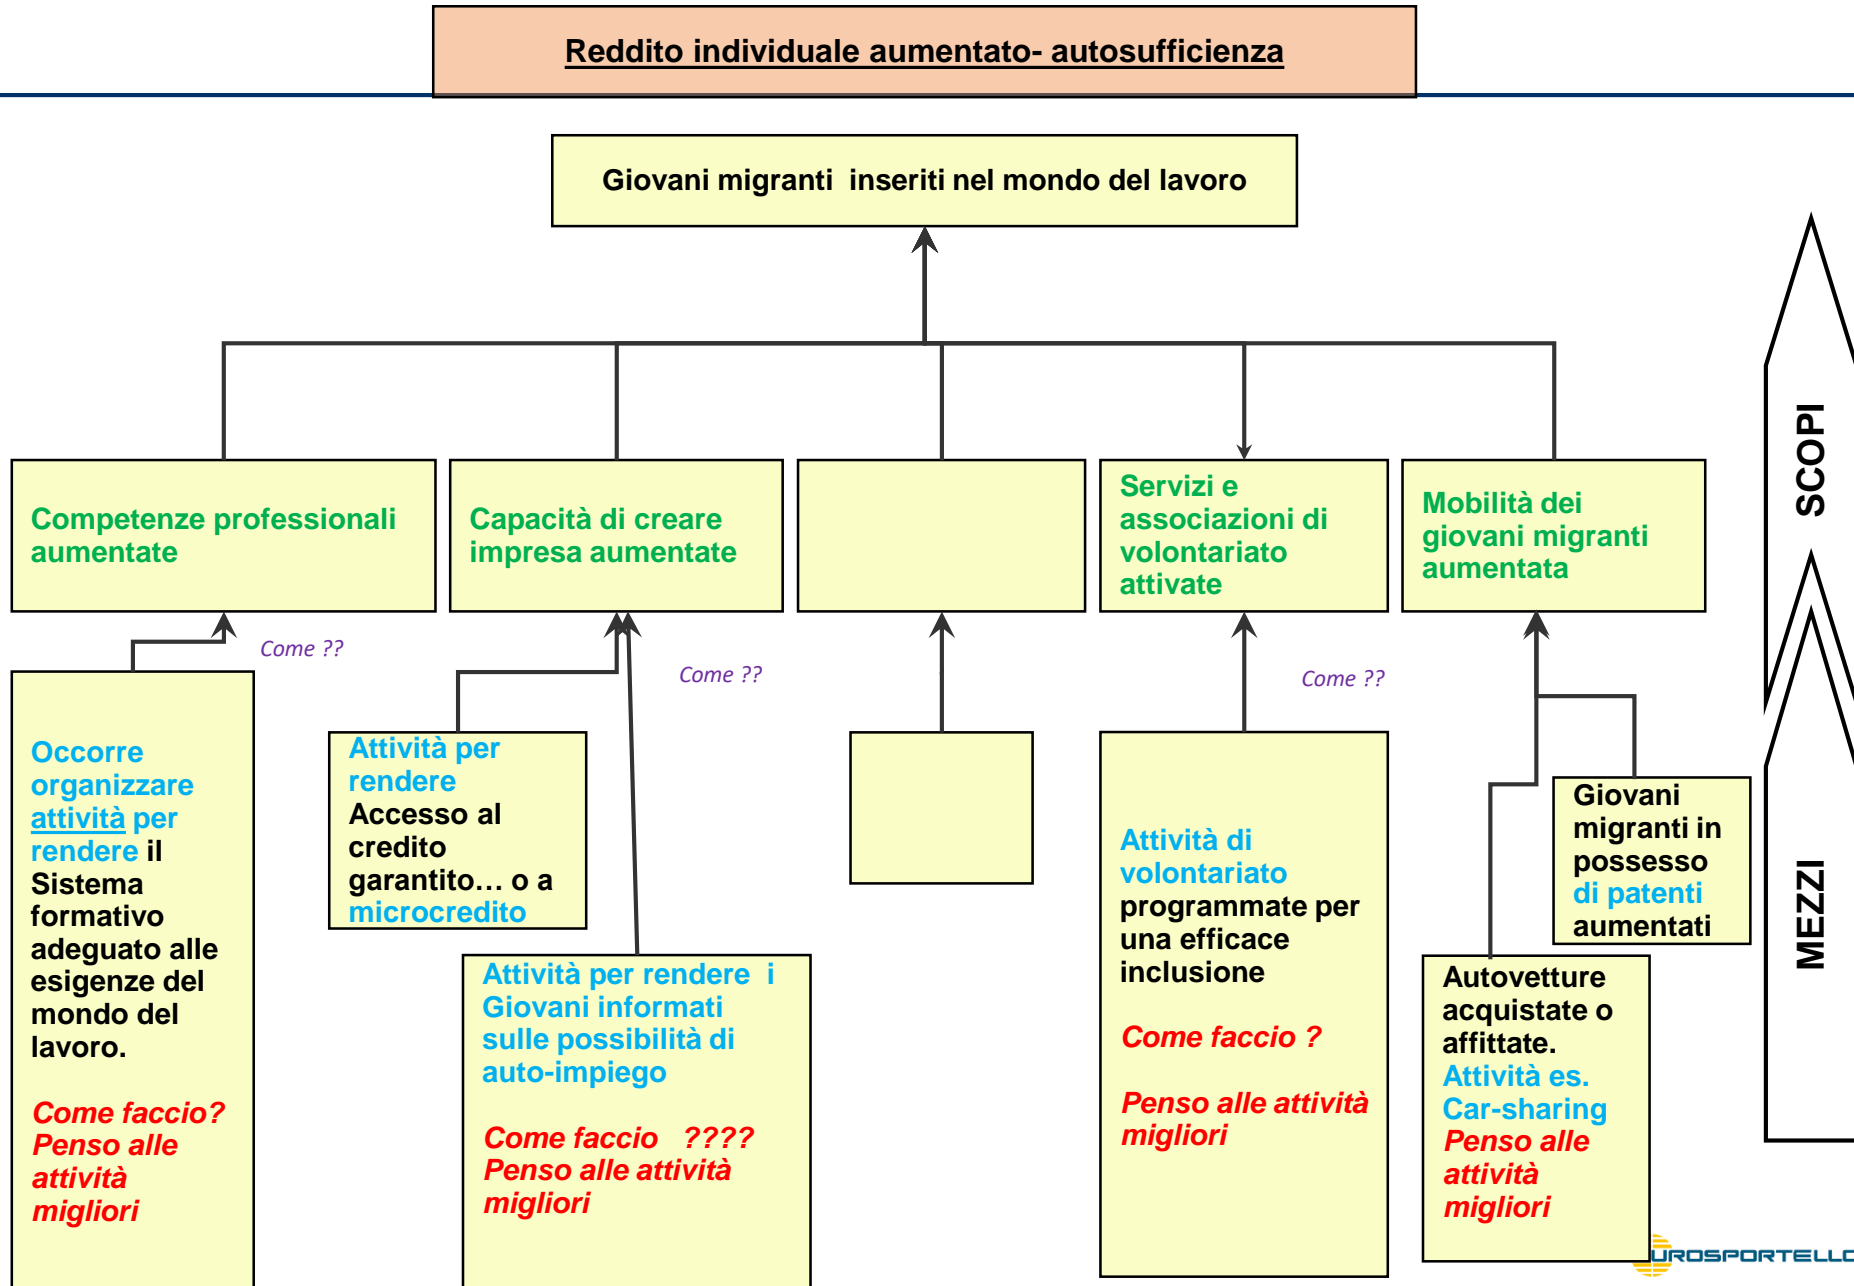 Reddito individuale aumentato- autosufficienza
Giovani migranti  inseriti nel mondo del lavoro
Competenze professionali
aumentate
Capacità di creare
impresa aumentate
Servizi e
associazioni di
volontariato
attivate
Mobilità dei
giovani migranti
aumentata
SCOPI
Come ??
Come ??
Come ??
Occorre
organizzare
attività per
rendere il
Sistema
formativo
adeguato alle
esigenze del
mondo del
lavoro.
Come faccio?
Penso alle
attività
migliori
Attività per
rendere
Accesso al
credito
garantito… o a
microcredito
Attività per rendere  i
Giovani informati
sulle possibilità di
auto-impiego
Come faccio   ????
Penso alle attività
migliori
Attività di
volontariato
programmate per
una efficace
inclusione
Come faccio ?
Penso alle attività
migliori
Giovani
migranti in
possesso
di patenti
aumentati
Autovetture
acquistate o
affittate.
Attività es.
Car-sharing
Penso alle
attività
migliori
MEZZI
UROSPORTELLO